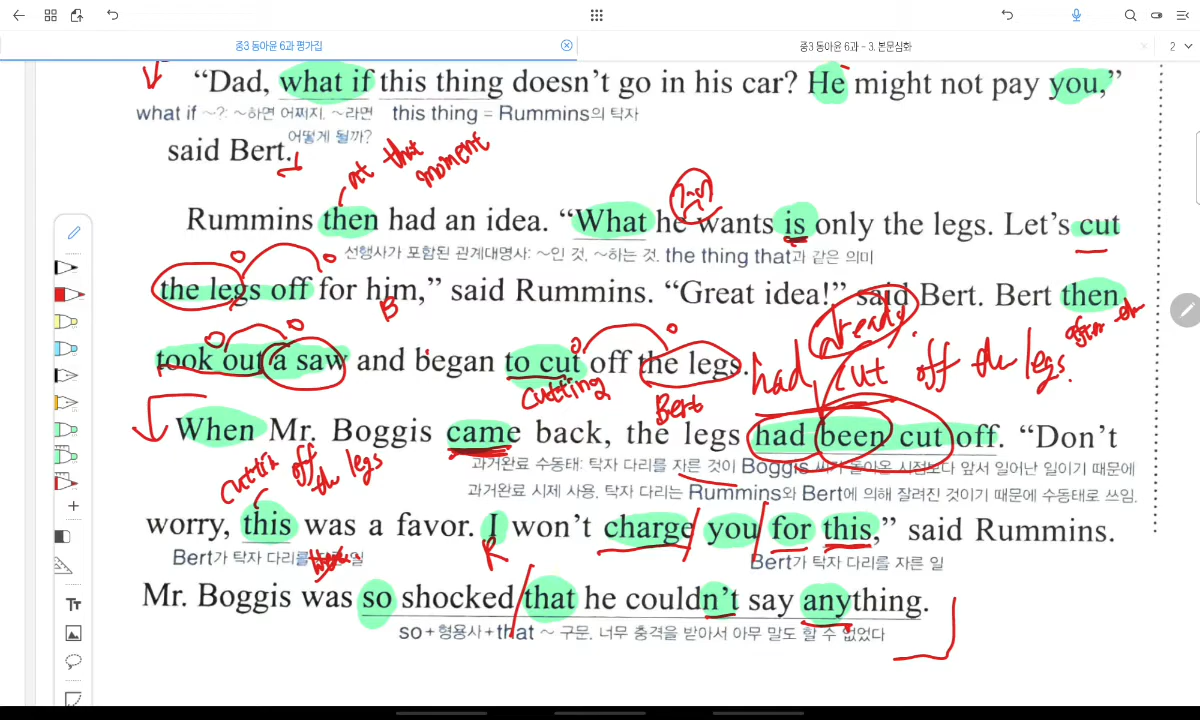 중3 동아윤 6과 평가집
중3 동아윤 6과 - 3. 본문심화
2
“Dad, what if this thing doesn’t go in his car? He might not pay you,”
what if ~?: ~하면 어쩌지, ~라면 어떻게 될까?
this thing = Rummins의 탁자
said Bert.
at that moment
Rummins then had an idea. “What he wants is only the legs. Let’s cut
선행사가 포함된 관계대명사: ~인 것, ~하는 것. the thing that과 같은 의미
the legs off for him,” said Rummins. “Great idea!” said Bert. Bert then
B
already
took out a saw and began to cut off the legs.
had cut off the legs.
cutting
Bert
When Mr. Boggis came back, the legs had been cut off. “Don’t
과거완료 수동태: 탁자 다리를 자른 것이 Boggis 씨가 돌아온 시점보다 앞서 일어난 일이기 때문에
과거완료 시제 사용, 탁자 다리는 Rummins와 Bert에 의해 잘려진 것이기 때문에 수동태로 쓰임.
off the legs
worry, this was a favor. I won’t charge you for this,” said Rummins.
R
Bert가 탁자 다리를 자른 일
Bert가 탁자 다리를 자른 일
Mr. Boggis was so shocked that he couldn’t say anything.
so + 형용사 + that ~ 구문, 너무 충격을 받아서 아무 말도 할 수 없었다
Tт